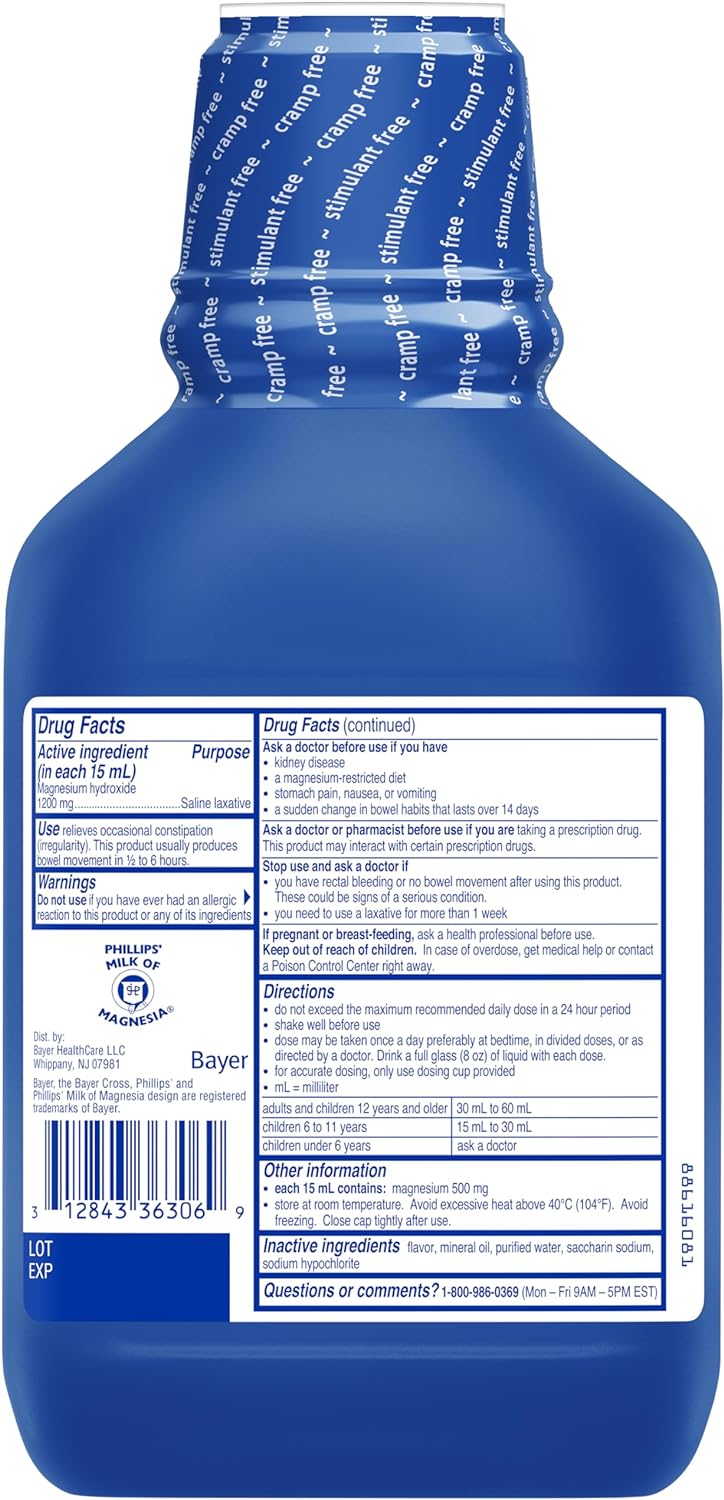 cramp free ~ stimulant free ~ cramp free ~ stimulant free
Drug Facts
Active ingredient Purpose
(in each 15 mL)
Magnesium hydroxide
1200 mg..................................Saline laxative
Use relieves occasional constipation
(irregularity). This product usually produces
bowel movement in ½ to 6 hours.
Warnings
Do not use if you have ever had an allergic
reaction to this product or any of its ingredients
PHILLIPS'
MILK OF
MAGNESIA®
Dist. by:
Bayer HealthCare LLC
Whippany, NJ 07981
Bayer
Bayer, the Bayer Cross, Phillips' and
Phillips' Milk of Magnesia design are registered
trademarks of Bayer.
3 12843 36306 9
LOT
EXP
Drug Facts (continued)
Ask a doctor before use if you have
• kidney disease
• a magnesium-restricted diet
• stomach pain, nausea, or vomiting
• a sudden change in bowel habits that lasts over 14 days
Ask a doctor or pharmacist before use if you are taking a prescription drug.
This product may interact with certain prescription drugs.
Stop use and ask a doctor if
• you have rectal bleeding or no bowel movement after using this product.
These could be signs of a serious condition.
• you need to use a laxative for more than 1 week
If pregnant or breast-feeding, ask a health professional before use.
Keep out of reach of children. In case of overdose, get medical help or contact
a Poison Control Center right away.
Directions
• do not exceed the maximum recommended daily dose in a 24 hour period
• shake well before use
• dose may be taken once a day preferably at bedtime, in divided doses, or as
directed by a doctor. Drink a full glass (8 oz) of liquid with each dose.
• for accurate dosing, only use dosing cup provided
• mL = milliliter
adults and children 12 years and older 30 mL to 60 mL
children 6 to 11 years 15 mL to 30 mL
children under 6 years ask a doctor
Other information
• each 15 mL contains: magnesium 500 mg
• store at room temperature. Avoid excessive heat above 40°C (104°F). Avoid
freezing. Close cap tightly after use.
Inactive ingredients flavor, mineral oil, purified water, saccharin sodium,
sodium hypochlorite
Questions or comments? 1-800-986-0369 (Mon – Fri 9AM – 5PM EST)